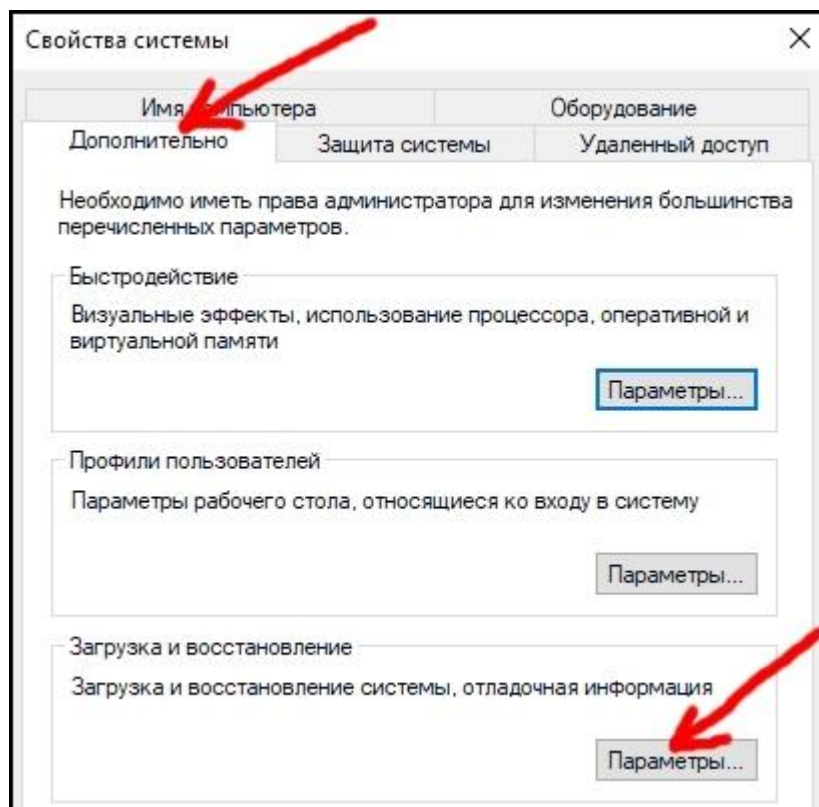 Свойства системы
Имя компьютера
Оборудование
Дополнительно
Защита системы
Удаленный доступ
Необходимо иметь права администратора для изменения большинства
перечисленных параметров.
Быстродействие
Визуальные эффекты, использование процессора, оперативной и
виртуальной памяти
Параметры...
Профили пользователей
Параметры рабочего стола, относящиеся ко входу в систему
Параметры...
Загрузка и восстановление
Загрузка и восстановление системы, отладочная информация
Параметры...